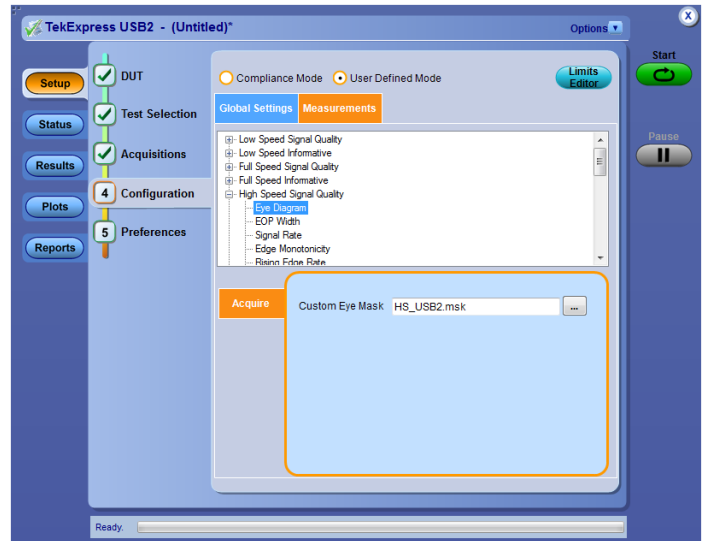 TekExpress USB2 - (Untitled)*
Options
X
Start
Pause
Setup
Status
Results
Plots
Reports
DUT
Test Selection
Acquisitions
4 Configuration
5 Preferences
Compliance Mode
User Defined Mode
Limits
Editor
Global Settings
Measurements
Low Speed Signal Quality
Low Speed Informative
Full Speed Signal Quality
Full Speed Informative
High Speed Signal Quality
Eye Diagram
EOP Width
Signal Rate
Edge Monotonicity
Rising Edge Rate
Acquire
Custom Eye Mask HS_USB2.msk ...
Ready.